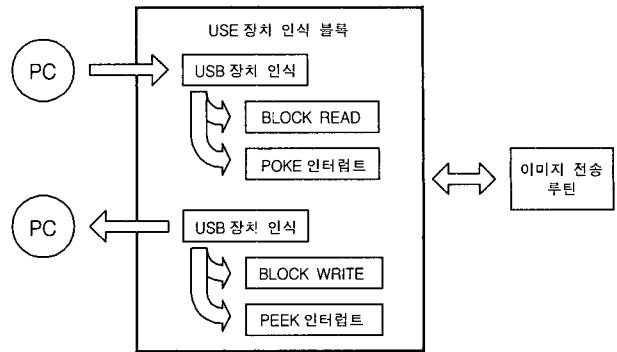 USE 장치 인식 블록
PC
USB 장치 인식
BLOCK READ
POKE 인터럽트
이미지 전송
루틴
PC
USB 장치 인식
BLOCK WRITE
PEEK 인터럽트